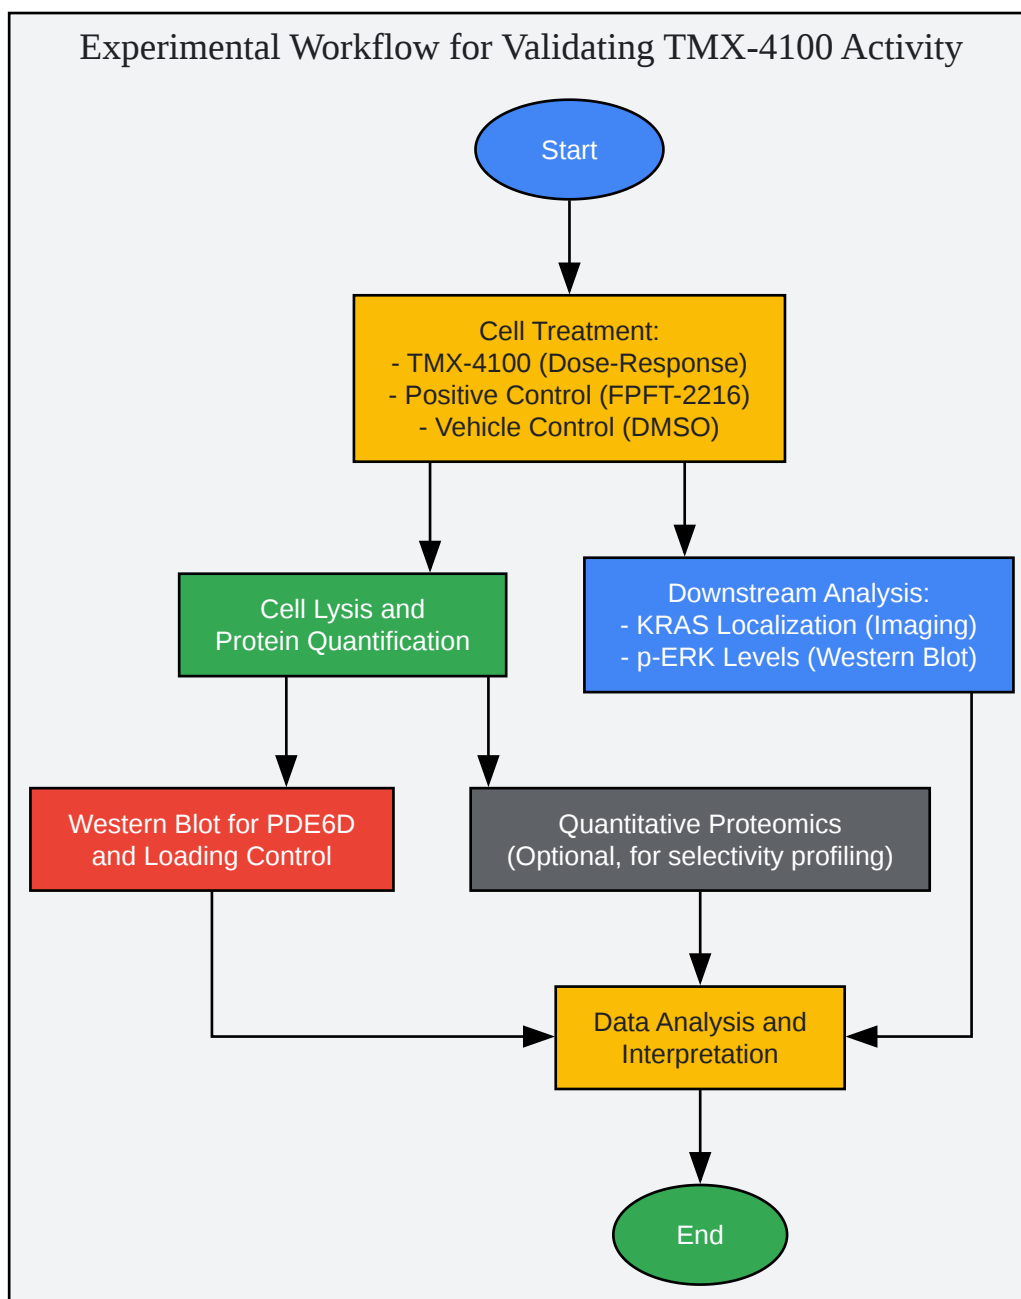 Experimental Workflow for Validating TMX-4100 Activity
Start
Cell Treatment:
- TMX-4100 (Dose-Response)
- Positive Control (FPFT-2216)
- Vehicle Control (DMSO)
Cell Lysis and
Protein Quantification
Downstream Analysis:
- KRAS Localization (Imaging)
- p-ERK Levels (Western Blot)
Western Blot for PDE6D
and Loading Control
Quantitative Proteomics
(Optional, for selectivity profiling)
Data Analysis and
Interpretation
End